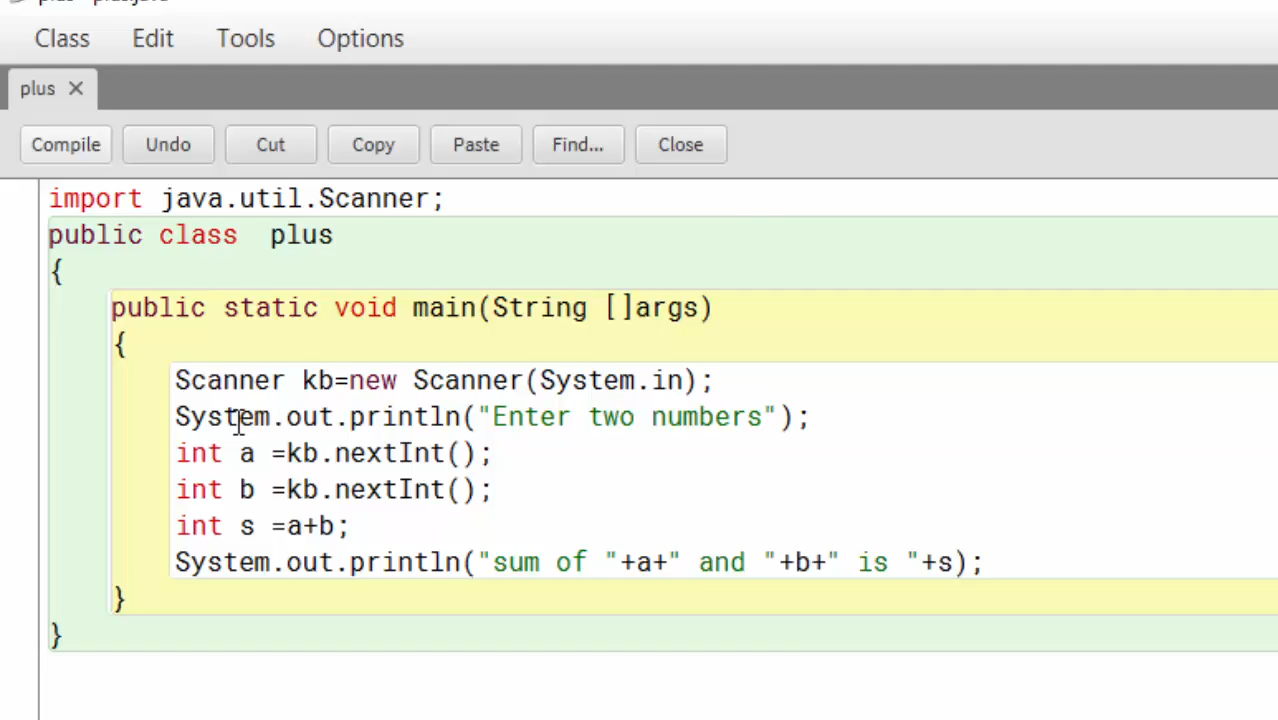 Class Edit Tools Options
plus ✕
Compile Undo Cut Copy Paste Find... Close
import java.util.Scanner;
public class  plus
{
    public static void main(String []args)
    {
        Scanner kb=new Scanner(System.in);
        System.out.println("Enter two numbers");
        int a =kb.nextInt();
        int b =kb.nextInt();
        int s =a+b;
        System.out.println("sum of "+a+" and "+b+" is "+s);
    }
}